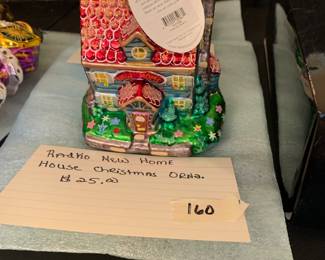 Radko New Home
House Christmas Orna.
$25.00
160